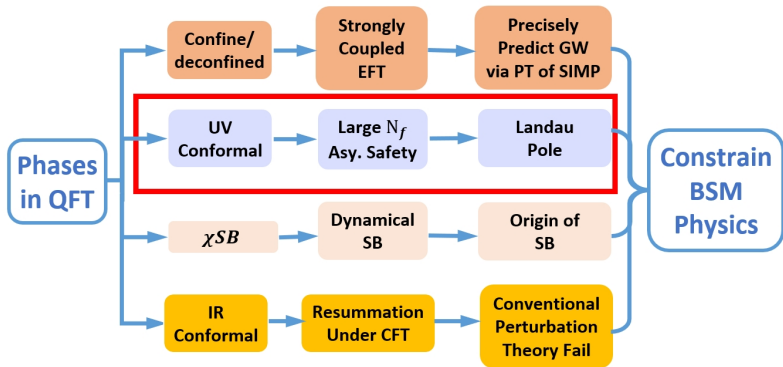 Phases
in QFT
Confine/
deconfined
Strongly
Coupled
EFT
Precisely
Predict GW
via PT of SIMP
UV
Conformal
Large N_f
Asy. Safety
Landau
Pole
χSB
Dynamical
SB
Origin of
SB
IR
Conformal
Resummation
Under CFT
Conventional
Perturbation
Theory Fail
Constrain
BSM
Physics